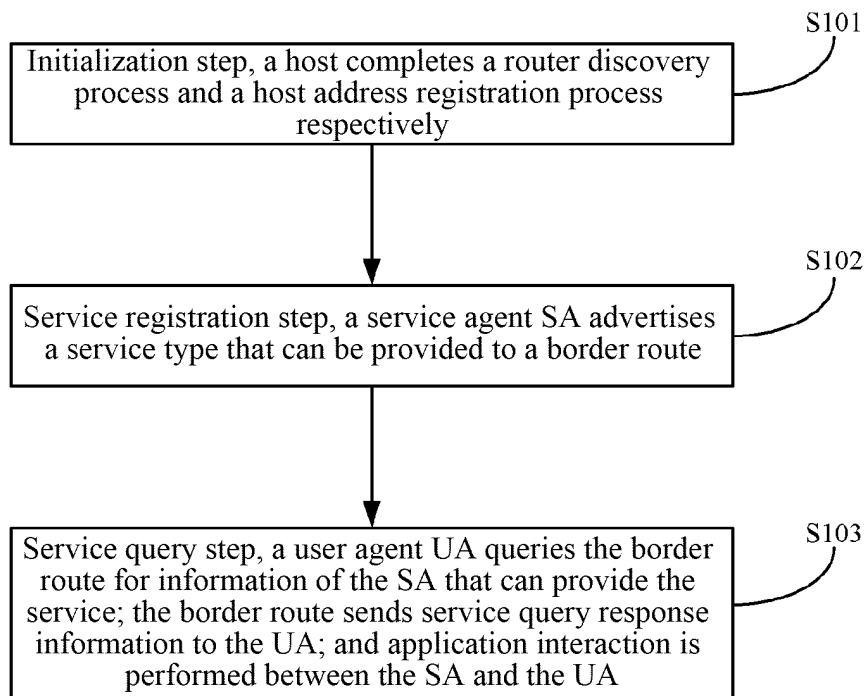 S101
Initialization step, a host completes a router discovery
process and a host address registration process
respectively
S102
Service registration step, a service agent SA advertises
a service type that can be provided to a border route
S103
Service query step, a user agent UA queries the border
route for information of the SA that can provide the
service; the border route sends service query response
information to the UA; and application interaction is
performed between the SA and the UA